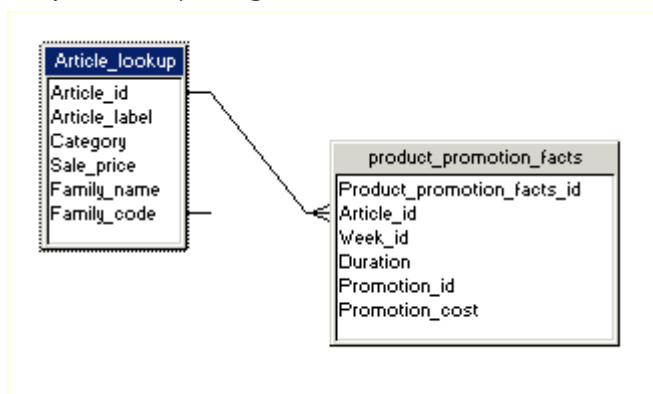 Article_lookup
Article_id
Article_label
Category
Sale_price
Family_name
Family_code
product_promotion_facts
Product_promotion_facts_id
Article_id
Week_id
Duration
Promotion_id
Promotion_cost